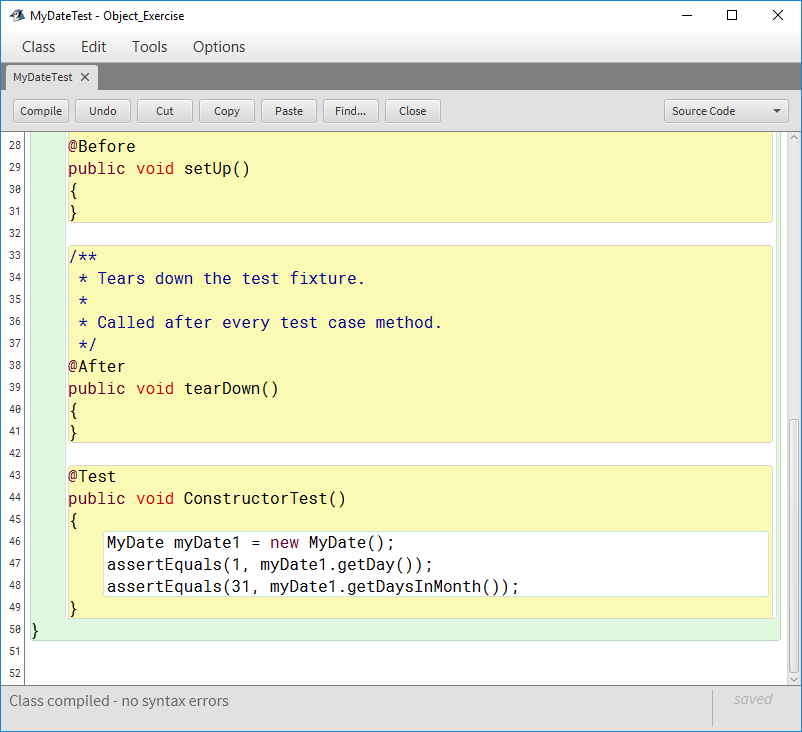 MyDateTest - Object_Exercise
Class Edit Tools Options
MyDateTest
Compile Undo Cut Copy Paste Find... Close Source Code
28 @Before
29 public void setUp()
30 {
31 }
32
33 /**
34 * Tears down the test fixture.
35 *
36 * Called after every test case method.
37 */
38 @After
39 public void tearDown()
40 {
41 }
42
43 @Test
44 public void ConstructorTest()
45 {
46 MyDate myDate1 = new MyDate();
47 assertEquals(1, myDate1.getDay());
48 assertEquals(31, myDate1.getDaysInMonth());
49 }
50 }
51
52
Class compiled - no syntax errors saved